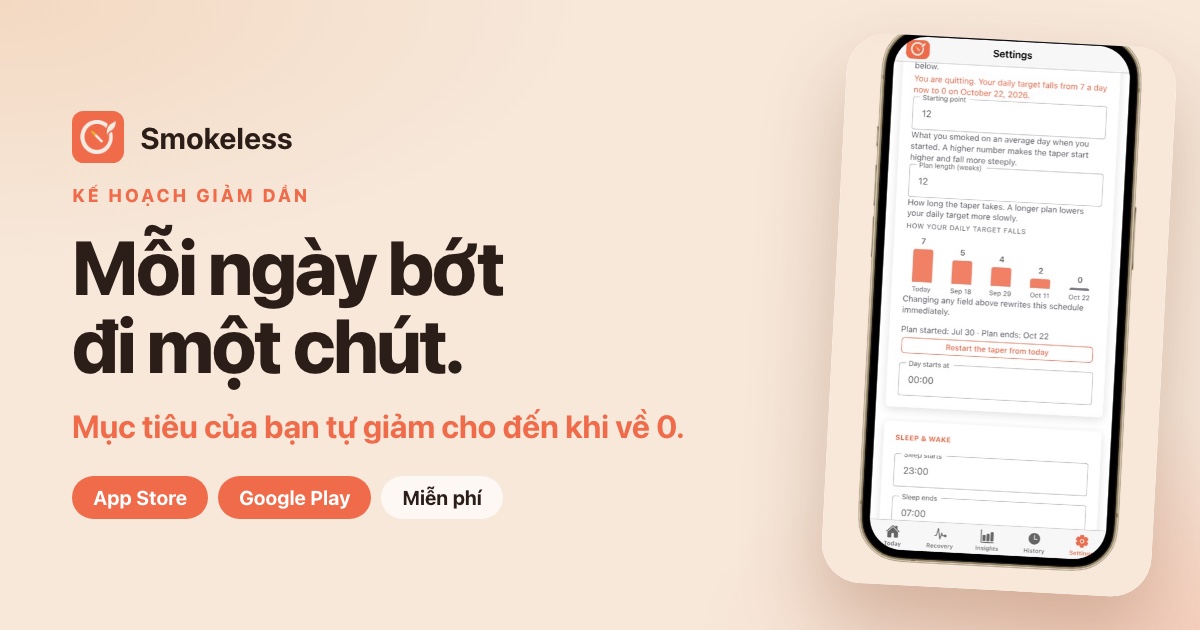 Smokeless
KẾ HOẠCH GIẢM DẦN
Mỗi ngày bớt
đi một chút.
Mục tiêu của bạn tự giảm cho đến khi về 0.
App Store
Google Play
Miễn phí
Settings
below.
You are quitting. Your daily target falls from 7 a day
now to 0 on October 22, 2026.
Starting point
12
What you smoked on an average day when you
started. A higher number makes the taper start
higher and fall more steeply.
Plan length (weeks)
12
How long the taper takes. A longer plan lowers
your daily target more slowly.
HOW YOUR DAILY TARGET FALLS
7 5 4 2 0
Today Sep 18 Sep 29 Oct 11 Oct 22
Changing any field above rewrites this schedule
immediately.
Plan started: Jul 30 · Plan ends: Oct 22
Restart the taper from today
Day starts at
00:00
SLEEP & WAKE
Sleep starts
23:00
Sleep ends
07:00
Today Recovery Insights History Settings